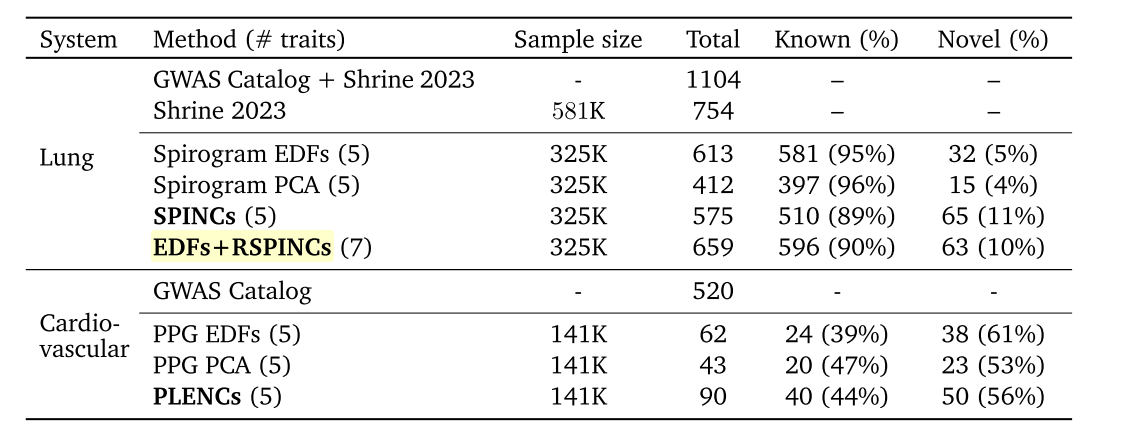 System Method (# traits) Sample size Total Known (%) Novel (%)
GWAS Catalog + Shrine 2023 - 1104 – –
Shrine 2023 581K 754 – –
Lung
Spirogram EDFs (5) 325K 613 581 (95%) 32 (5%)
Spirogram PCA (5) 325K 412 397 (96%) 15 (4%)
SPINCs (5) 325K 575 510 (89%) 65 (11%)
EDFs+RSPINCs (7) 325K 659 596 (90%) 63 (10%)
GWAS Catalog - 520 - -
Cardio-
vascular
PPG EDFs (5) 141K 62 24 (39%) 38 (61%)
PPG PCA (5) 141K 43 20 (47%) 23 (53%)
PLENCs (5) 141K 90 40 (44%) 50 (56%)